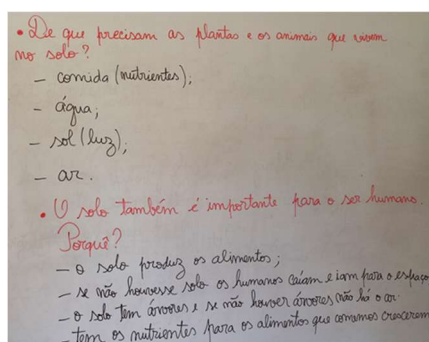 • De que precisam as plantas e os animais que vivem
no solo?
– comida (nutrientes);
– água;
– sol (luz);
– ar.
• O solo também é importante para o ser humano.
Porquê?
– o solo produz os alimentos;
– se não houvesse solo os humanos caíam e iam para o espaço
– o solo tem árvores e se não houver árvores não há o ar
– tem os nutrientes para os alimentos que comemos crescerem